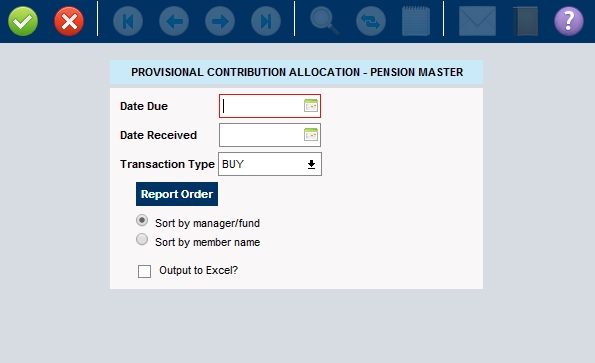 ?
PROVISIONAL CONTRIBUTION ALLOCATION - PENSION MASTER
Date Due
Date Received
Transaction Type BUY
Report Order
Sort by manager/fund
Sort by member name
Output to Excel?